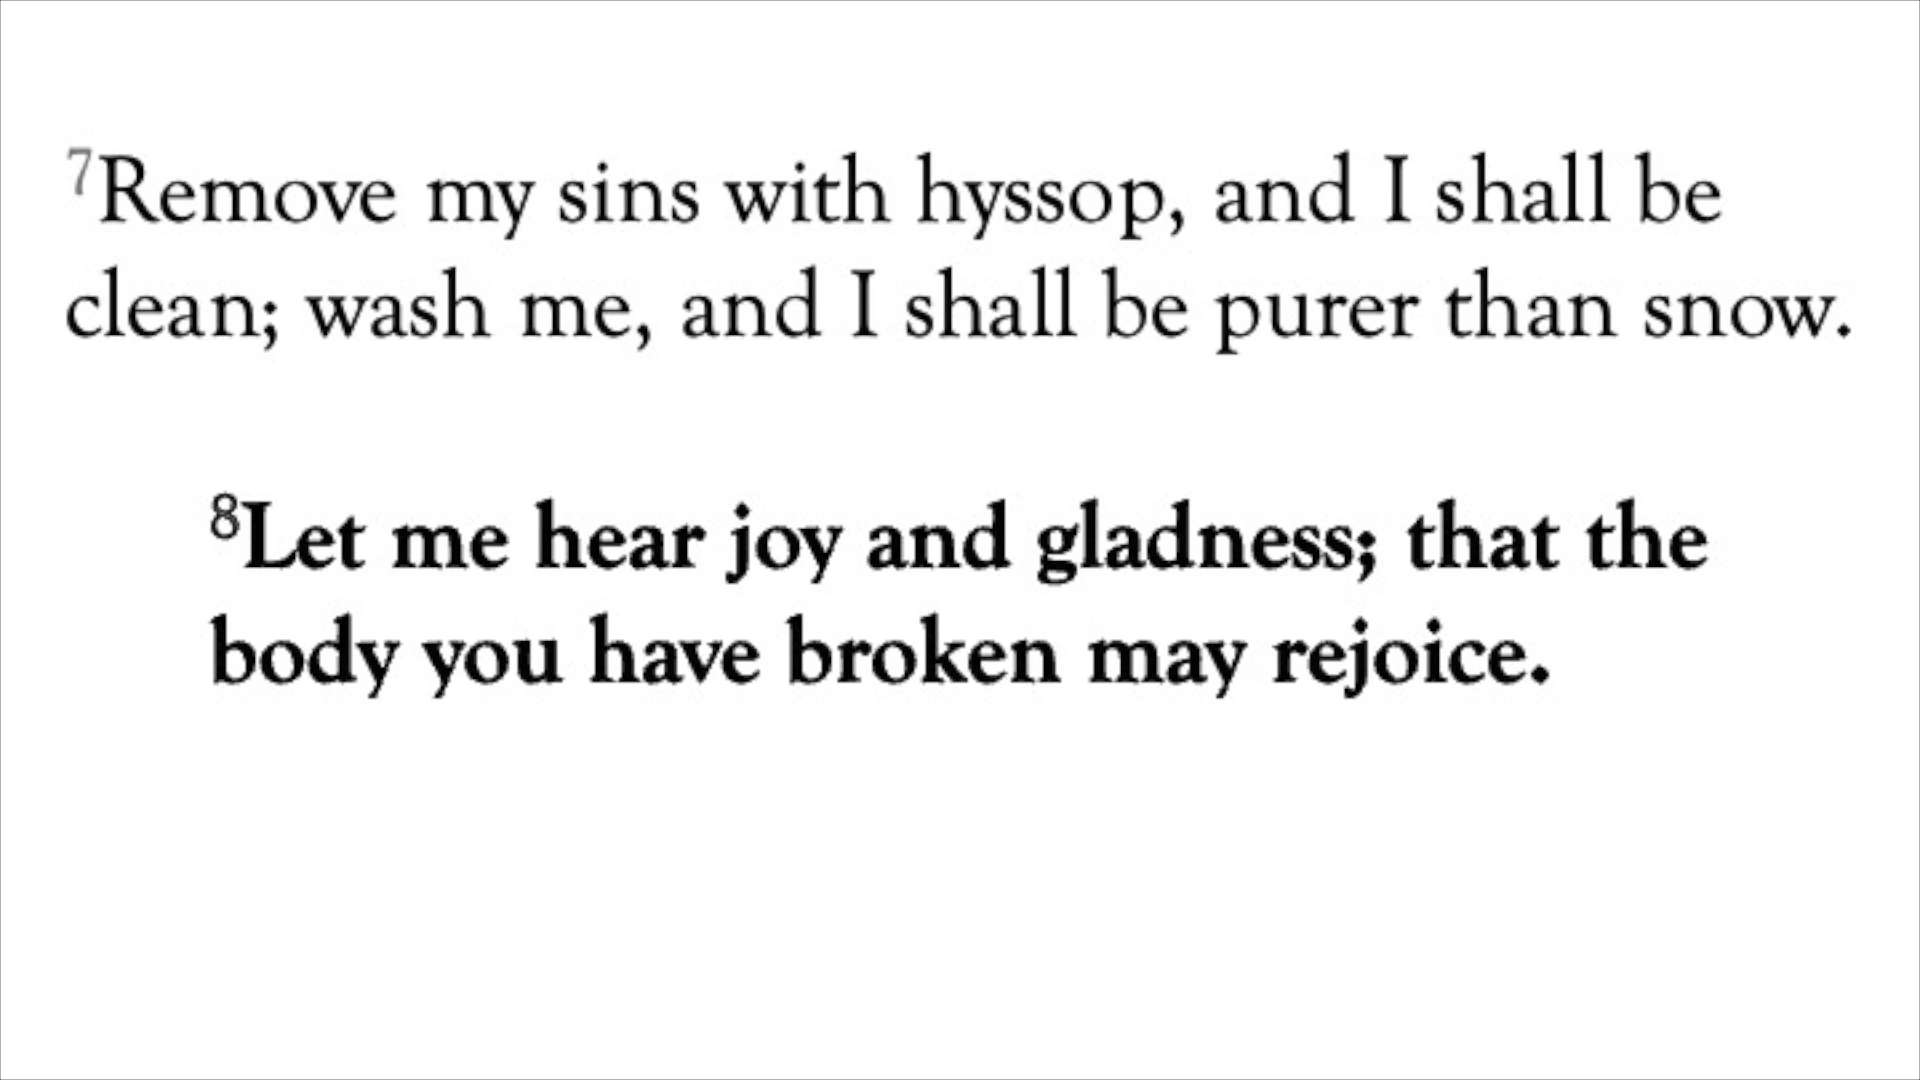 7Remove my sins with hyssop, and I shall be
clean; wash me, and I shall be purer than snow.
8Let me hear joy and gladness; that the
body you have broken may rejoice.